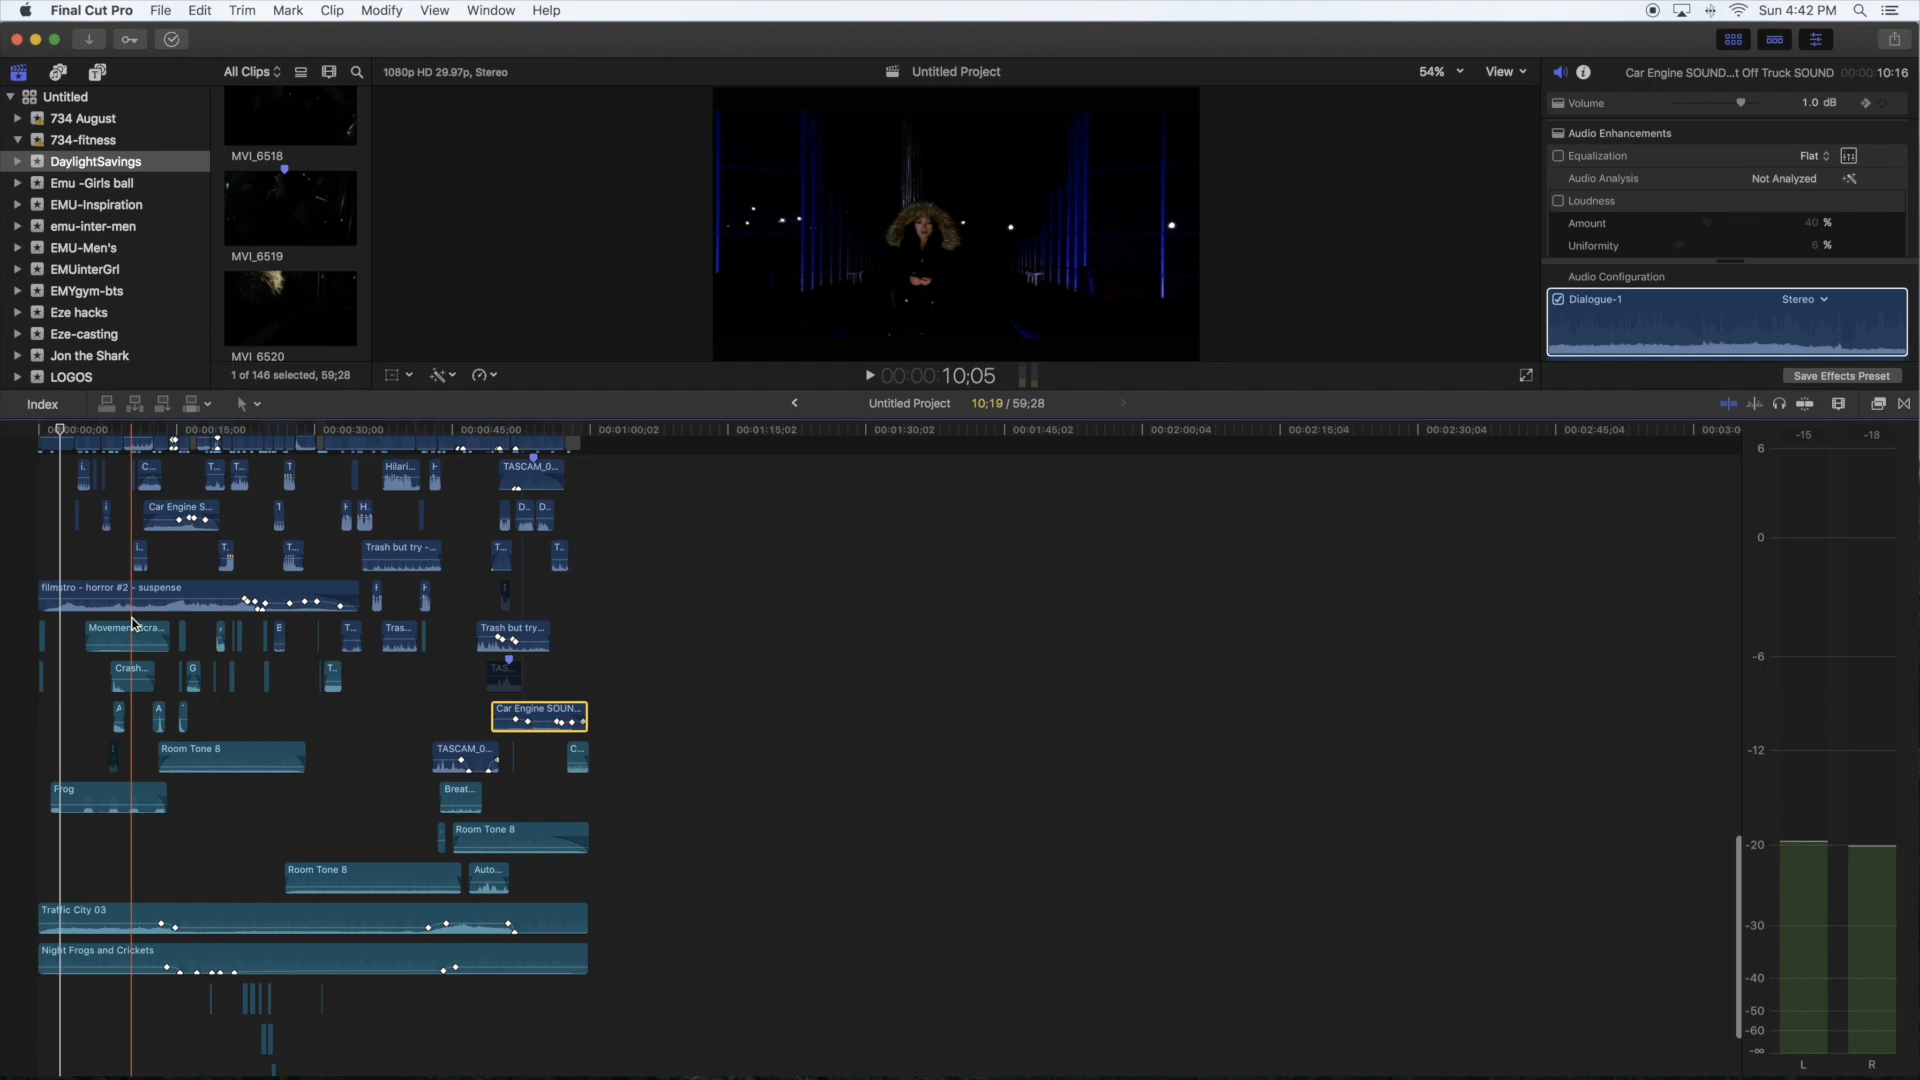 Final Cut Pro File Edit Trim Mark Clip Modify View Window Help
Sun 4:42 PM
All Clips
1080p HD 29.97p, Stereo
Untitled Project
54%
View
Car Engine SOUND...t Off Truck SOUND
00:00:10:16
Untitled
734 August
734-fitness
DaylightSavings
Emu -Girls ball
EMU-Inspiration
emu-inter-men
EMU-Men's
EMUinterGrl
EMYgym-bts
Eze hacks
Eze-casting
Jon the Shark
LOGOS
MVI_6518
MVI_6519
MVI_6520
1 of 146 selected, 59;28
00:00:10;05
Volume
1.0 dB
Audio Enhancements
Equalization
Flat
Audio Analysis
Not Analyzed
Loudness
Amount
40 %
Uniformity
6 %
Audio Configuration
Dialogue-1
Stereo
Save Effects Preset
Index
Untitled Project
10;19 / 59;28
00:00:15;00
00:00:30;00
00:00:45;00
00:01:00;02
00:01:15;02
00:01:30;02
00:01:45;02
00:02:00;04
00:02:15;04
00:02:30;04
00:02:45;04
00:03:0
i. C... T... T... T Hilari... TASCAM_0...
i Car Engine S... D... D...
i... T. T... Trash but try -... T... T..
filmstro - horror #2 - suspense
B T... Tras... Trash but try...
Crash... G T... TAS...
A A Car Engine SOUN...
Room Tone 8 TASCAM_0... C...
Frog Breat...
Room Tone 8
Room Tone 8 Auto...
Traffic City 03
Night Frogs and Crickets
-15 -18
6
0
-6
-12
-20
-30
-40
-50
-60
-∞
L R